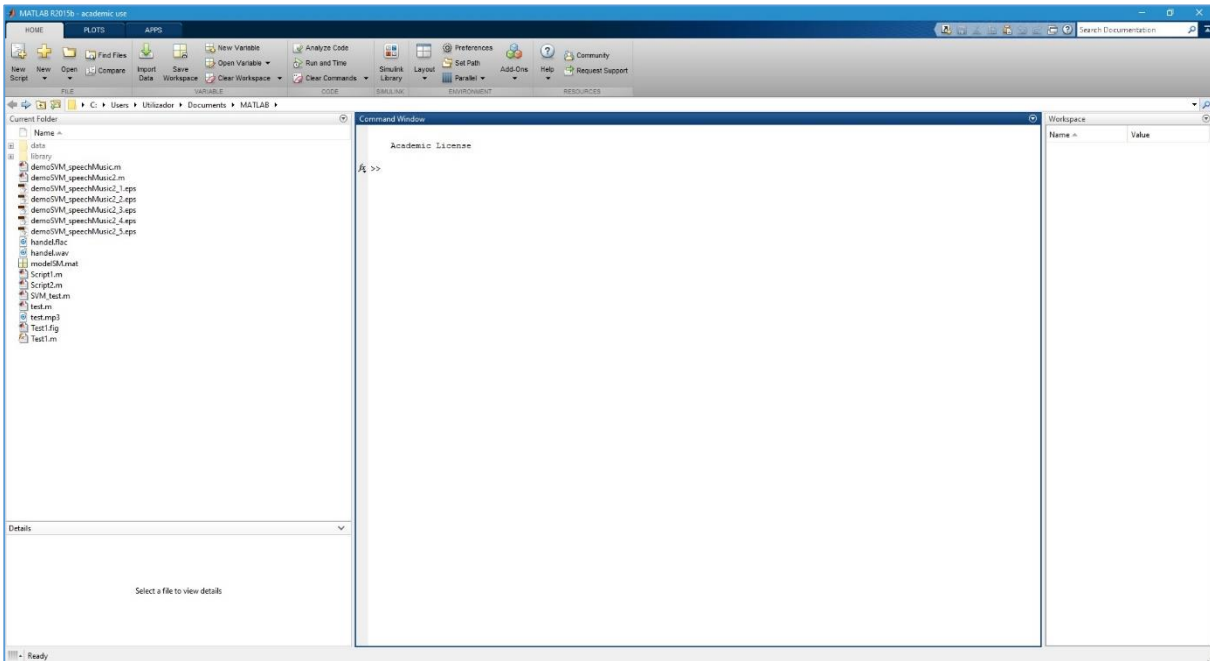 MATLAB R2015b - academic use
HOME PLOTS APPS
Search Documentation
New Script
New
Open
Find Files
Compare
Import Data
Save Workspace
New Variable
Open Variable
Clear Workspace
Analyze Code
Run and Time
Clear Commands
Simulink Library
Layout
Preferences
Set Path
Parallel
Add-Ons
Help
Community
Request Support
FILE VARIABLE CODE SIMULINK ENVIRONMENT RESOURCES
C: Users Utilizador Documents MATLAB
Current Folder
Name
data
library
demoSVM_speechMusic.m
demoSVM_speechMusic2.m
demoSVM_speechMusic2_1.eps
demoSVM_speechMusic2_2.eps
demoSVM_speechMusic2_3.eps
demoSVM_speechMusic2_4.eps
demoSVM_speechMusic2_5.eps
handel.flac
handel.wav
modelSM.mat
Script1.m
Script2.m
SVM_test.m
test.m
test.mp3
Test1.fig
Test1.m
Details
Select a file to view details
Command Window
Academic License
fx >>
Workspace
Name Value
Ready